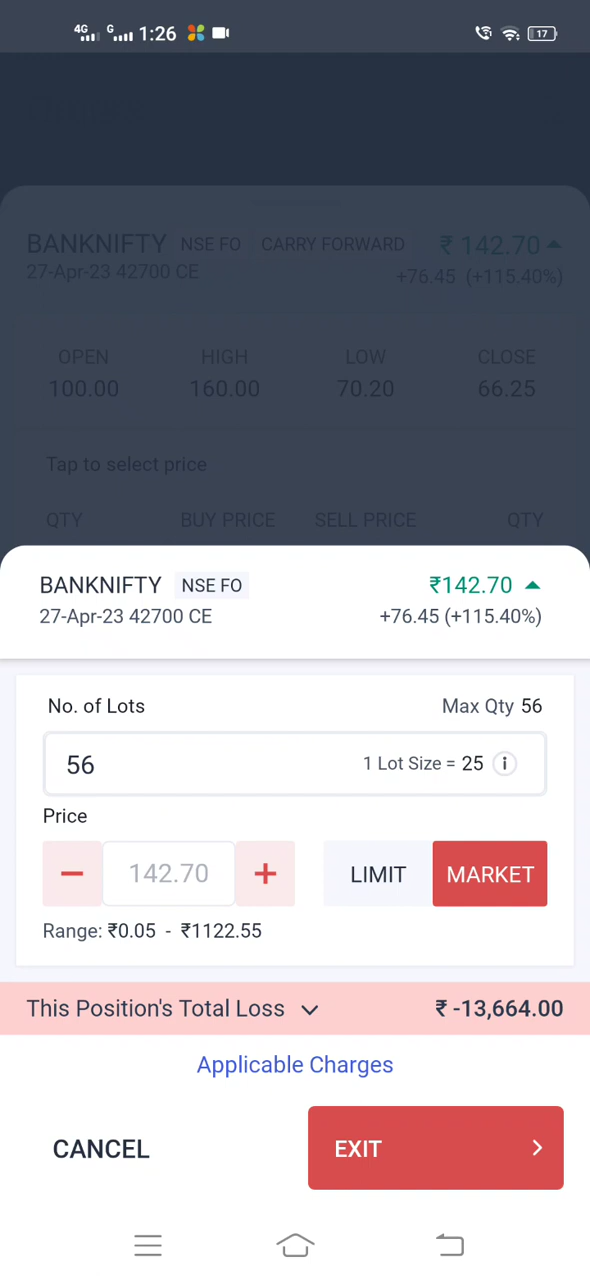 4G G 1:26 17
BANKNIFTY NSE FO CARRY FORWARD ₹ 142.70
27-Apr-23 42700 CE +76.45 (+115.40%)
OPEN HIGH LOW CLOSE
100.00 160.00 70.20 66.25
Tap to select price
QTY BUY PRICE SELL PRICE QTY
BANKNIFTY NSE FO ₹142.70
27-Apr-23 42700 CE +76.45 (+115.40%)
No. of Lots Max Qty 56
56 1 Lot Size = 25 i
Price
− 142.70 + LIMIT MARKET
Range: ₹0.05 - ₹1122.55
This Position's Total Loss ₹ -13,664.00
Applicable Charges
CANCEL EXIT